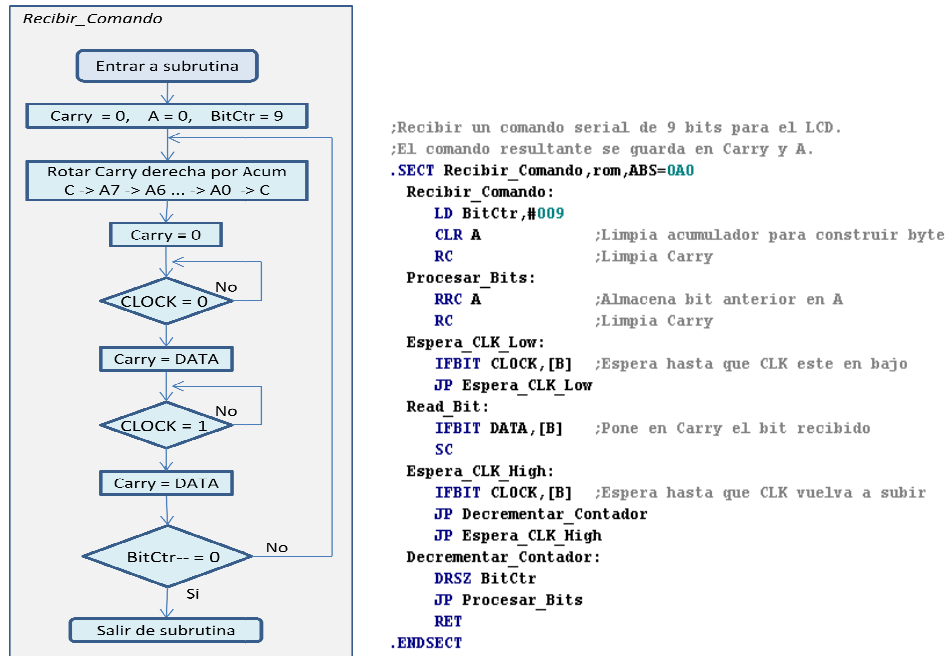 Recibir_Comando
Entrar a subrutina
Carry = 0, A = 0, BitCtr = 9
Rotar Carry derecha por Acum
C -> A7 -> A6 ... -> A0 -> C
Carry = 0
No
CLOCK = 0
Carry = DATA
No
CLOCK = 1
Carry = DATA
No
BitCtr-- = 0
Si
Salir de subrutina
;Recibir un comando serial de 9 bits para el LCD.
;El comando resultante se guarda en Carry y A.
.SECT Recibir_Comando,rom,ABS=0A0
Recibir_Comando:
LD BitCtr,#009
CLR A ;Limpia acumulador para construir byte
RC ;Limpia Carry
Procesar_Bits:
RRC A ;Almacena bit anterior en A
RC ;Limpia Carry
Espera_CLK_Low:
IFBIT CLOCK,[B] ;Espera hasta que CLK este en bajo
JP Espera_CLK_Low
Read_Bit:
IFBIT DATA,[B] ;Pone en Carry el bit recibido
SC
Espera_CLK_High:
IFBIT CLOCK,[B] ;Espera hasta que CLK vuelva a subir
JP Decrementar_Contador
JP Espera_CLK_High
Decrementar_Contador:
DRSZ BitCtr
JP Procesar_Bits
RET
.ENDSECT